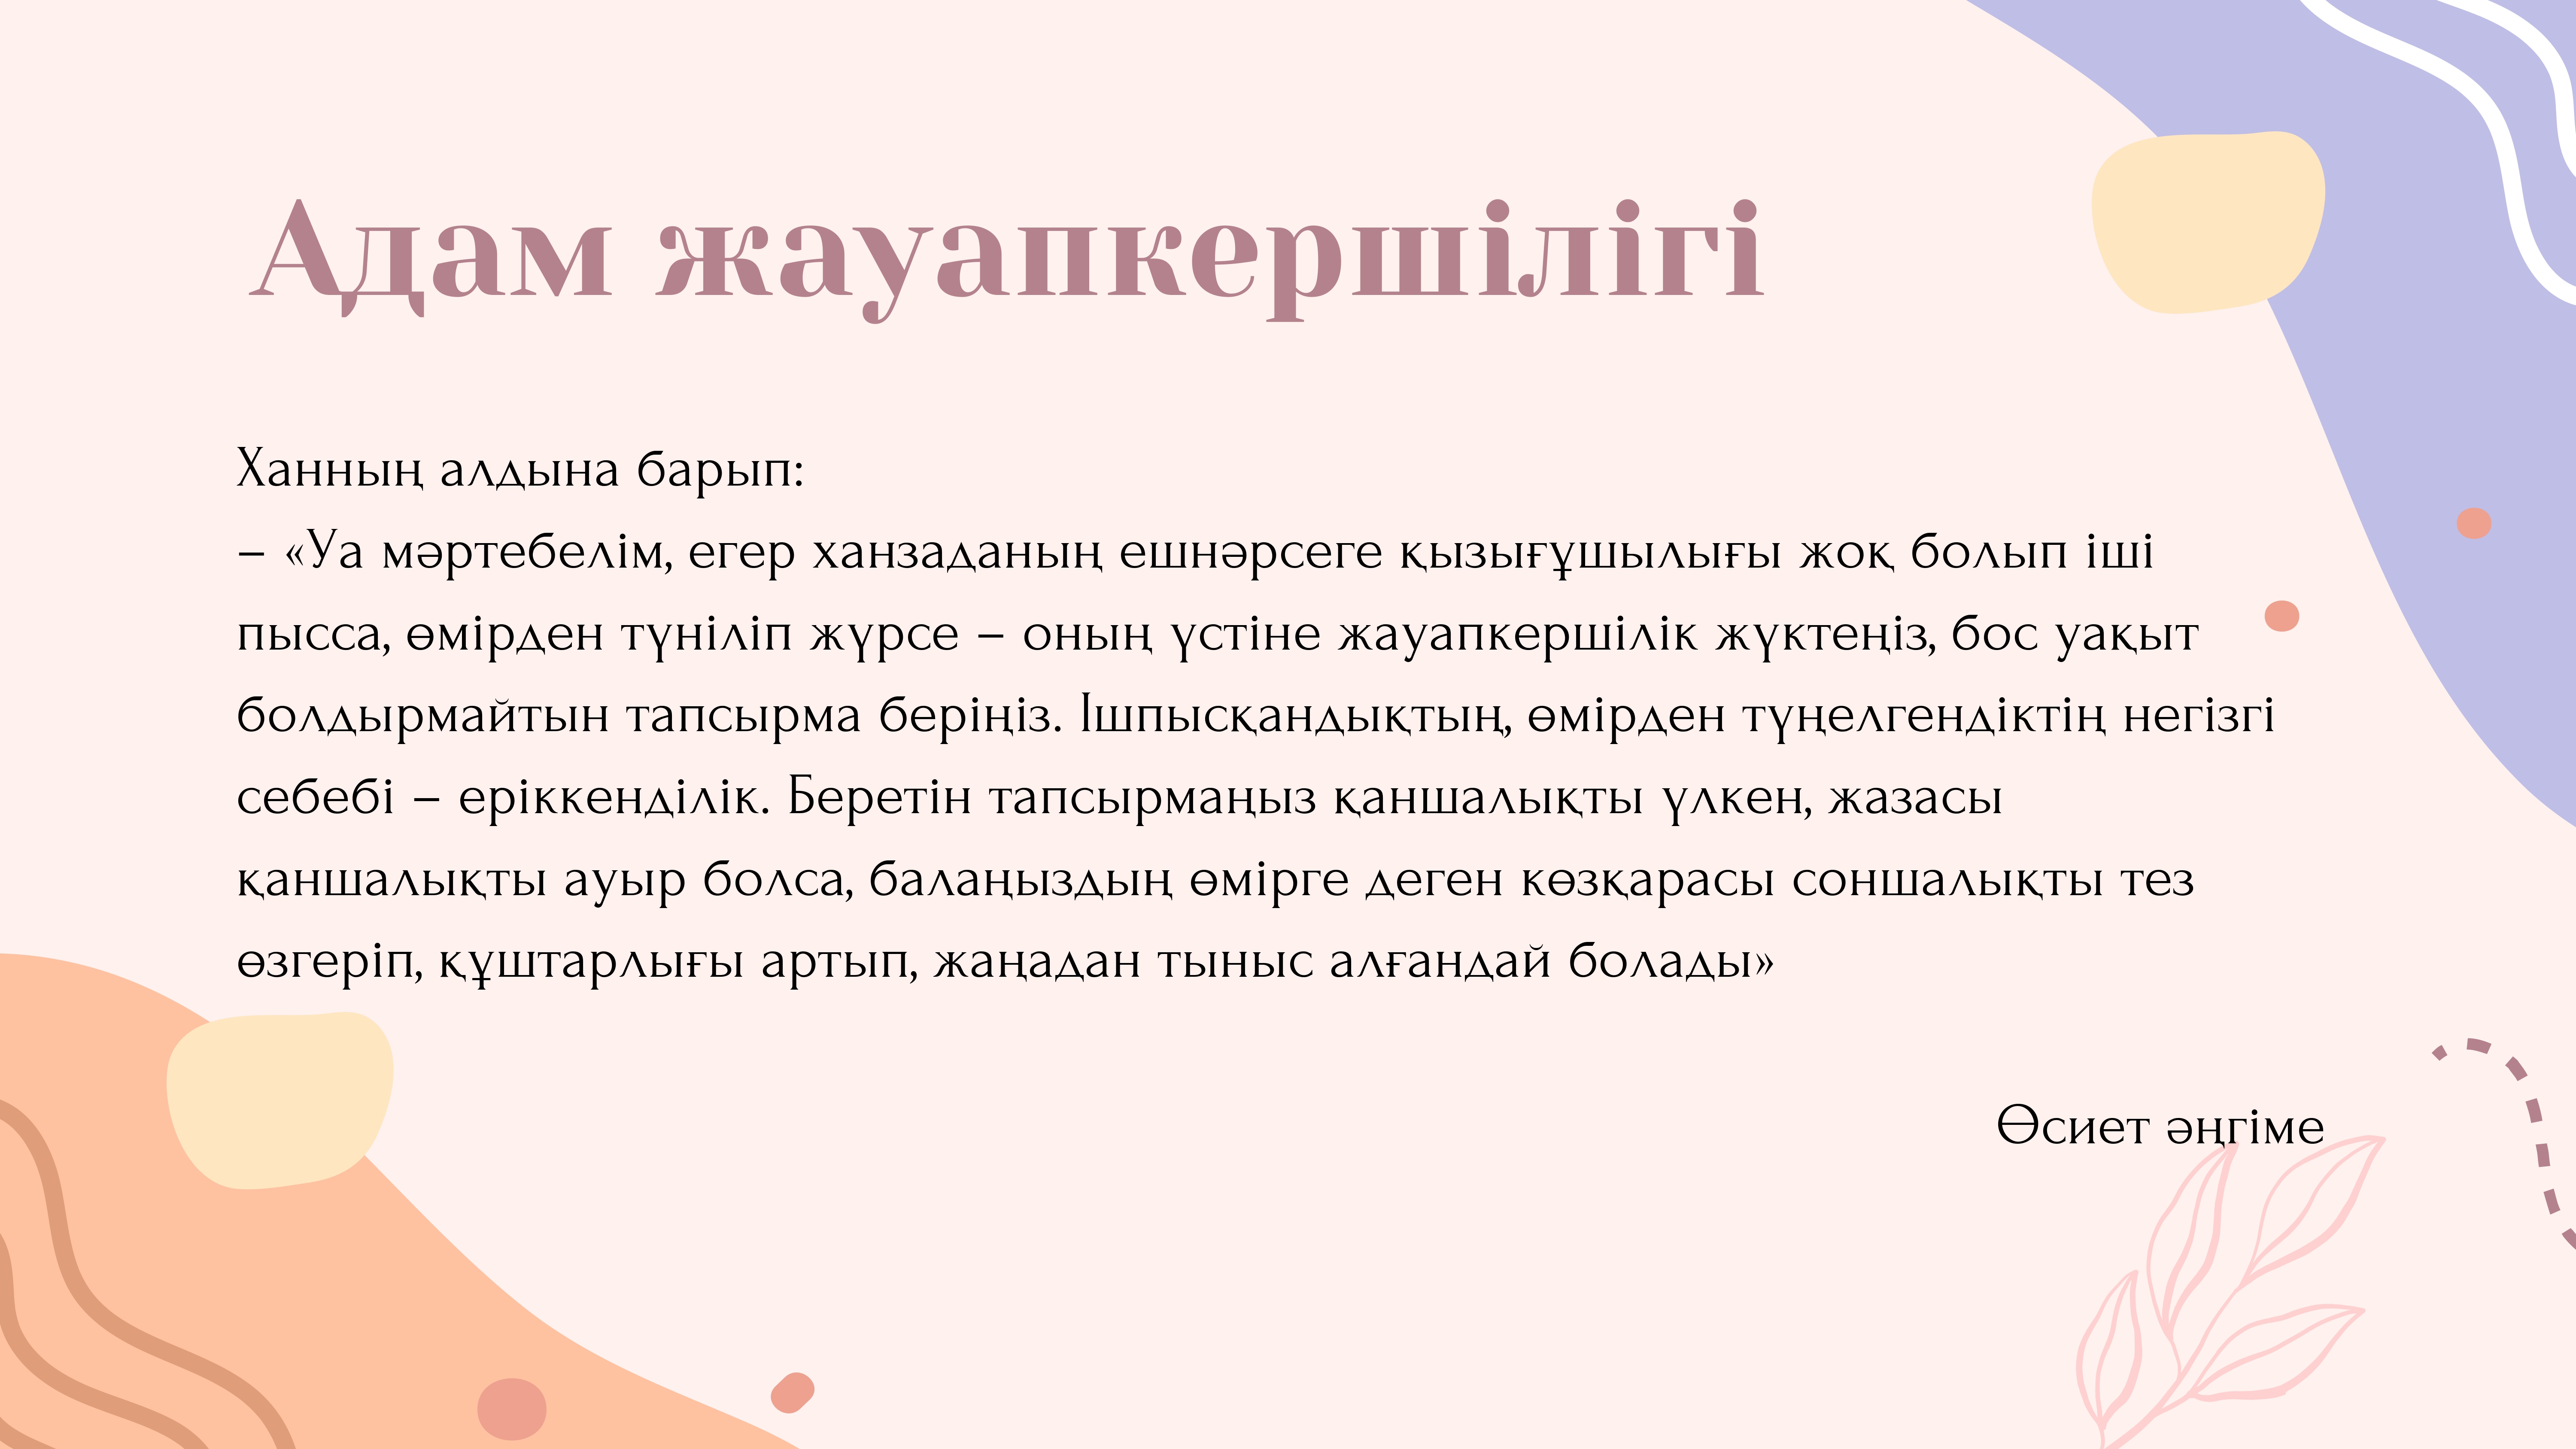 Адам жауапкершілігі
Ханның алдына барып:
– «Уа мәртебелім, егер ханзаданың ешнәрсеге қызығұшылығы жоқ болып іші
пысса, өмірден түніліп жүрсе – оның үстіне жауапкершілік жүктеңіз, бос уақыт
болдырмайтын тапсырма беріңіз. Ішпысқандықтың, өмірден түңелгендіктің негізгі
себебі – еріккенділік. Беретін тапсырмаңыз қаншалықты үлкен, жазасы
қаншалықты ауыр болса, балаңыздың өмірге деген көзқарасы соншалықты тез
өзгеріп, құштарлығы артып, жаңадан тыныс алғандай болады»
Өсиет әңгіме